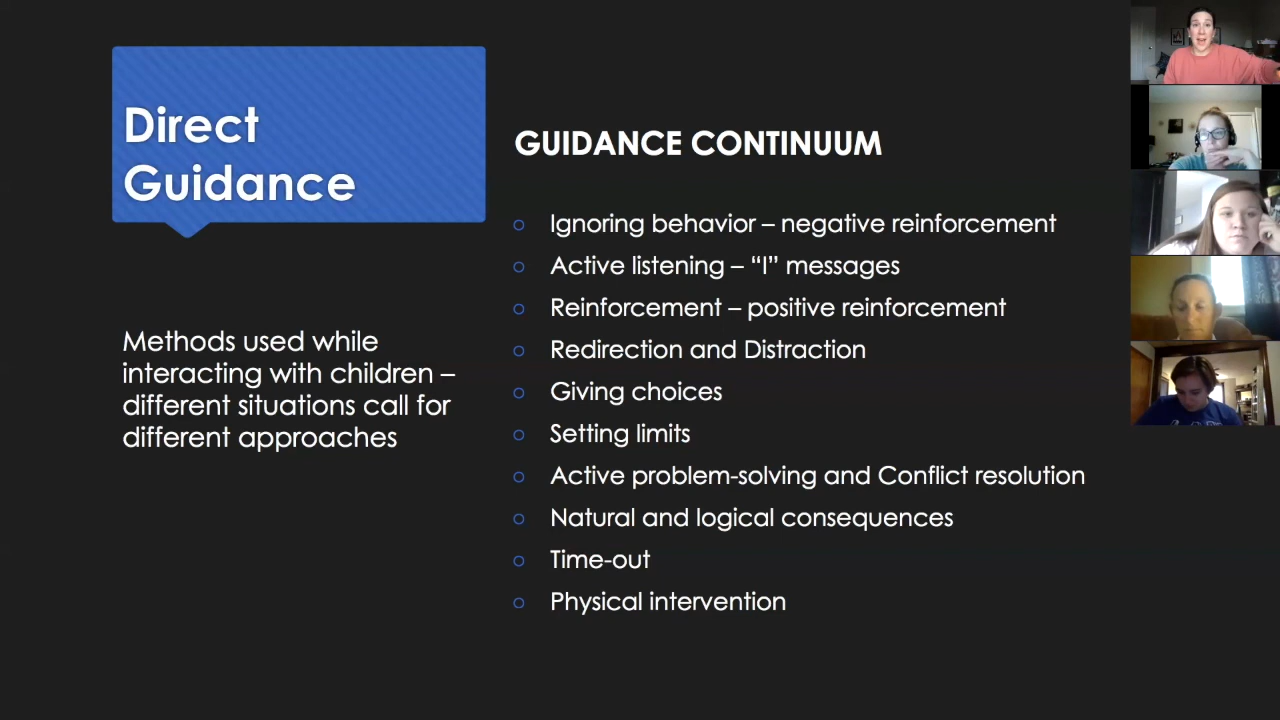 Direct
Guidance
Methods used while
interacting with children –
different situations call for
different approaches
GUIDANCE CONTINUUM
Ignoring behavior – negative reinforcement
Active listening – “I” messages
Reinforcement – positive reinforcement
Redirection and Distraction
Giving choices
Setting limits
Active problem-solving and Conflict resolution
Natural and logical consequences
Time-out
Physical intervention